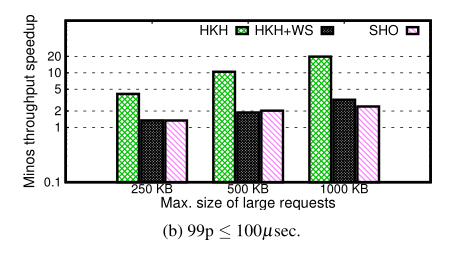 HKH HKH+WS SHO
Minos throughput speedup
20
10
5
2
1
0.1
250 KB 500 KB 1000 KB
Max. size of large requests
(b) 99p ≤ 100μsec.